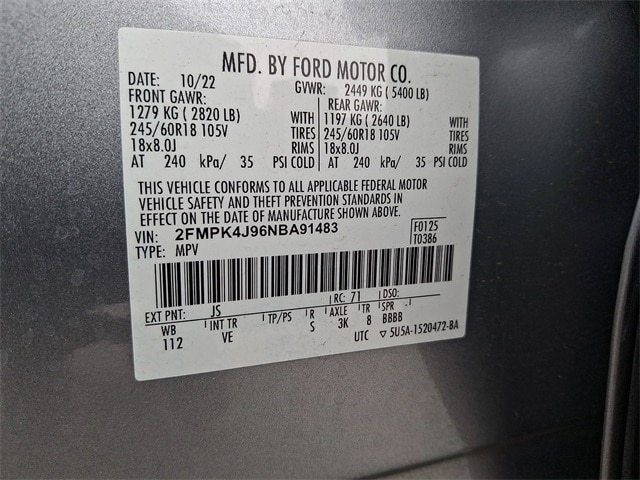 MFD. BY FORD MOTOR CO.
DATE: 10/22 GVWR: 2449 KG ( 5400 LB)
FRONT GAWR: REAR GAWR:
1279 KG ( 2820 LB) WITH 1197 KG ( 2640 LB) WITH
245/60R18 105V TIRES 245/60R18 105V TIRES
18x8.0J RIMS 18x8.0J RIMS
AT 240 kPa/ 35 PSI COLD AT 240 kPa/ 35 PSI COLD
THIS VEHICLE CONFORMS TO ALL APPLICABLE FEDERAL MOTOR
VEHICLE SAFETY AND THEFT PREVENTION STANDARDS IN
EFFECT ON THE DATE OF MANUFACTURE SHOWN ABOVE.
VIN: 2FMPK4J96NBA91483 F0125
TYPE: MPV T0386
EXT PNT: JS RC: 71 DSO:
WB INT TR TP/PS R AXLE TR SPR
112 VE S 3K 8 BBBB
UTC ▽ 5U5A-1520472-BA